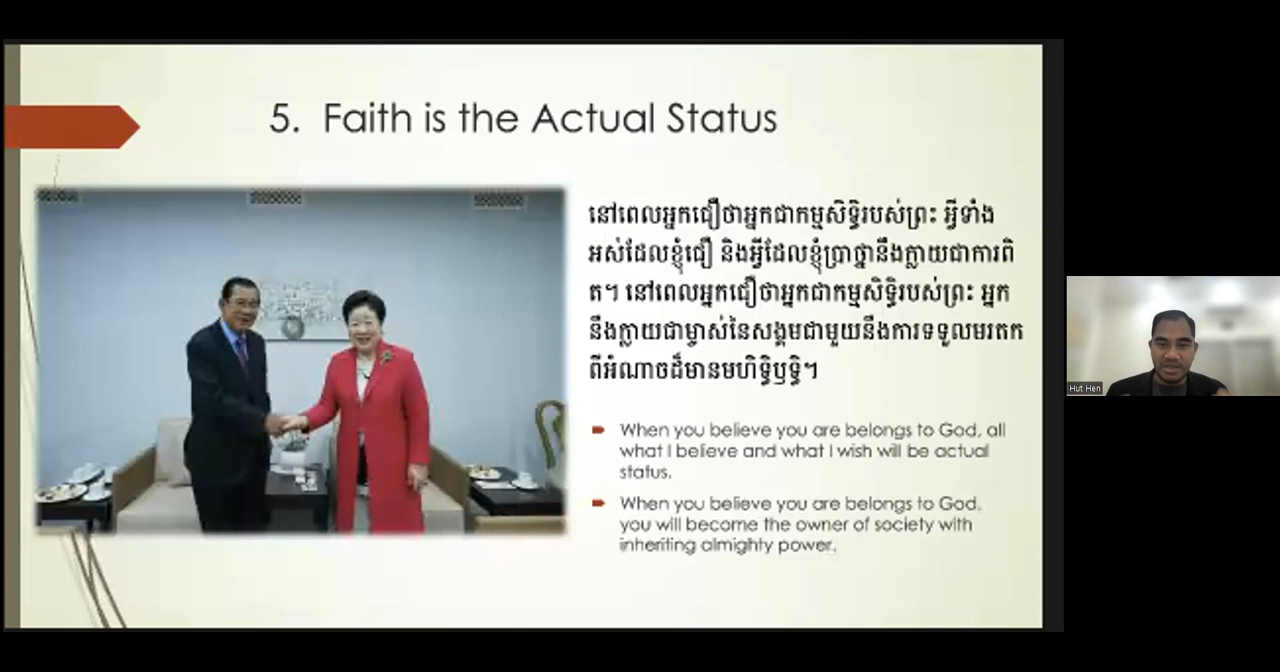 5. Faith is the Actual Status
នៅពេលអ្នកជឿថាអ្នកជាកម្មសិទ្ធិរបស់ព្រះ អ្វីទាំង
អស់ដែលខ្ញុំជឿ និងអ្វីដែលខ្ញុំប្រាថ្នានឹងក្លាយជាការពិ
ត។ នៅពេលអ្នកជឿថាអ្នកជាកម្មសិទ្ធិរបស់ព្រះ អ្នក
នឹងក្លាយជាម្ចាស់នៃសង្គមជាមួយនឹងការទទួលមរតក
ពីអំណាចដ៏មានមហិទ្ធិឫទ្ធិ។
When you believe you are belongs to God, all
what I believe and what I wish will be actual
status.
When you believe you are belongs to God,
you will become the owner of society with
inheriting almighty power.
Hut Hen